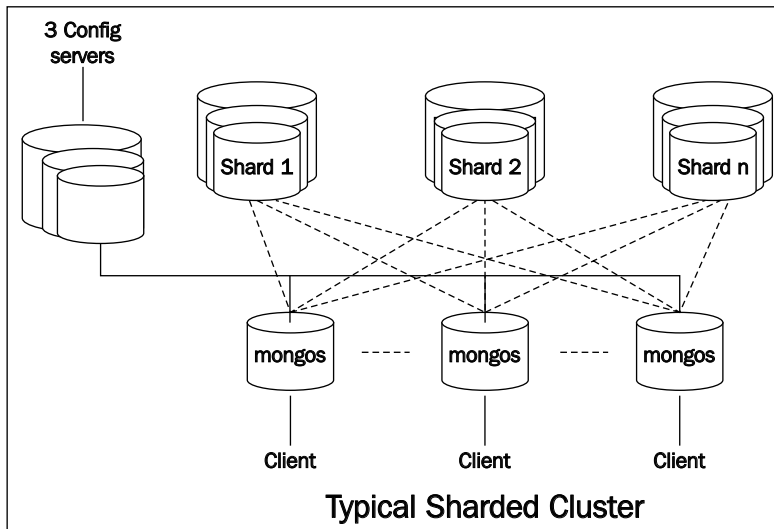 3 Config
servers
Shard 1
Shard 2
Shard n
mongos
mongos
mongos
Client
Client
Client
Typical Sharded Cluster